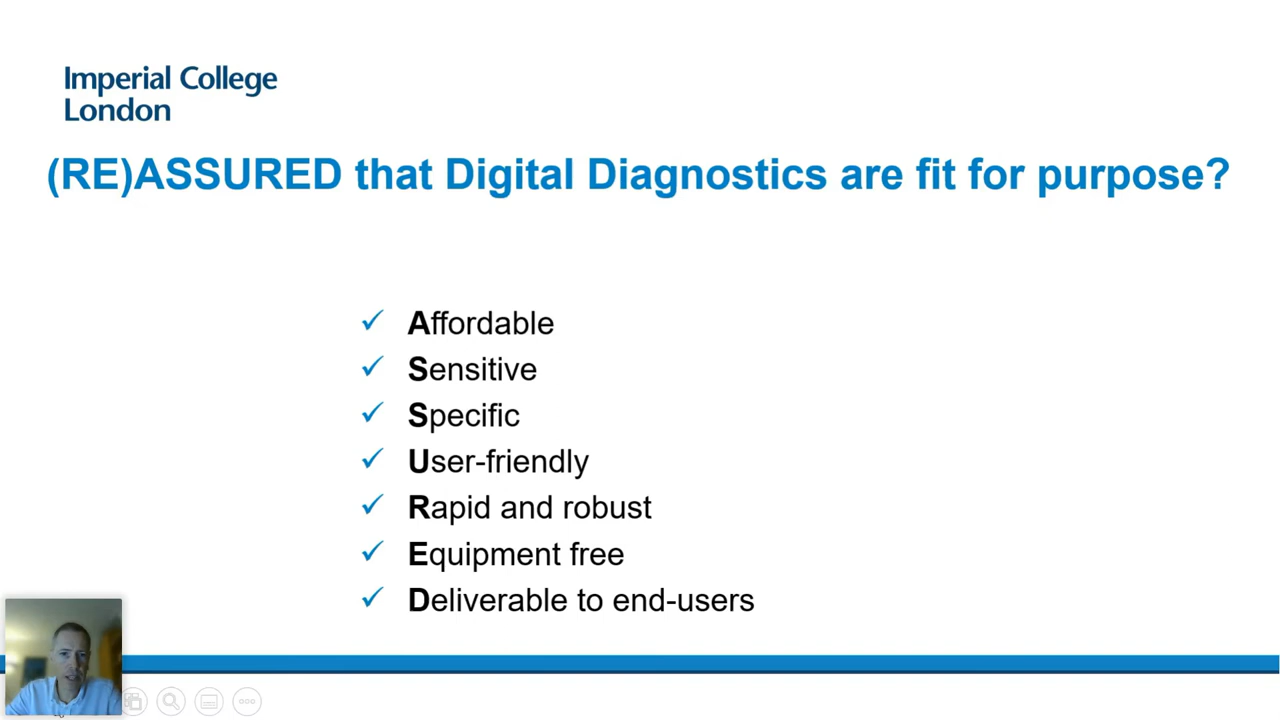 Imperial College
London
(RE)ASSURED that Digital Diagnostics are fit for purpose?
✓ Affordable
✓ Sensitive
✓ Specific
✓ User-friendly
✓ Rapid and robust
✓ Equipment free
✓ Deliverable to end-users